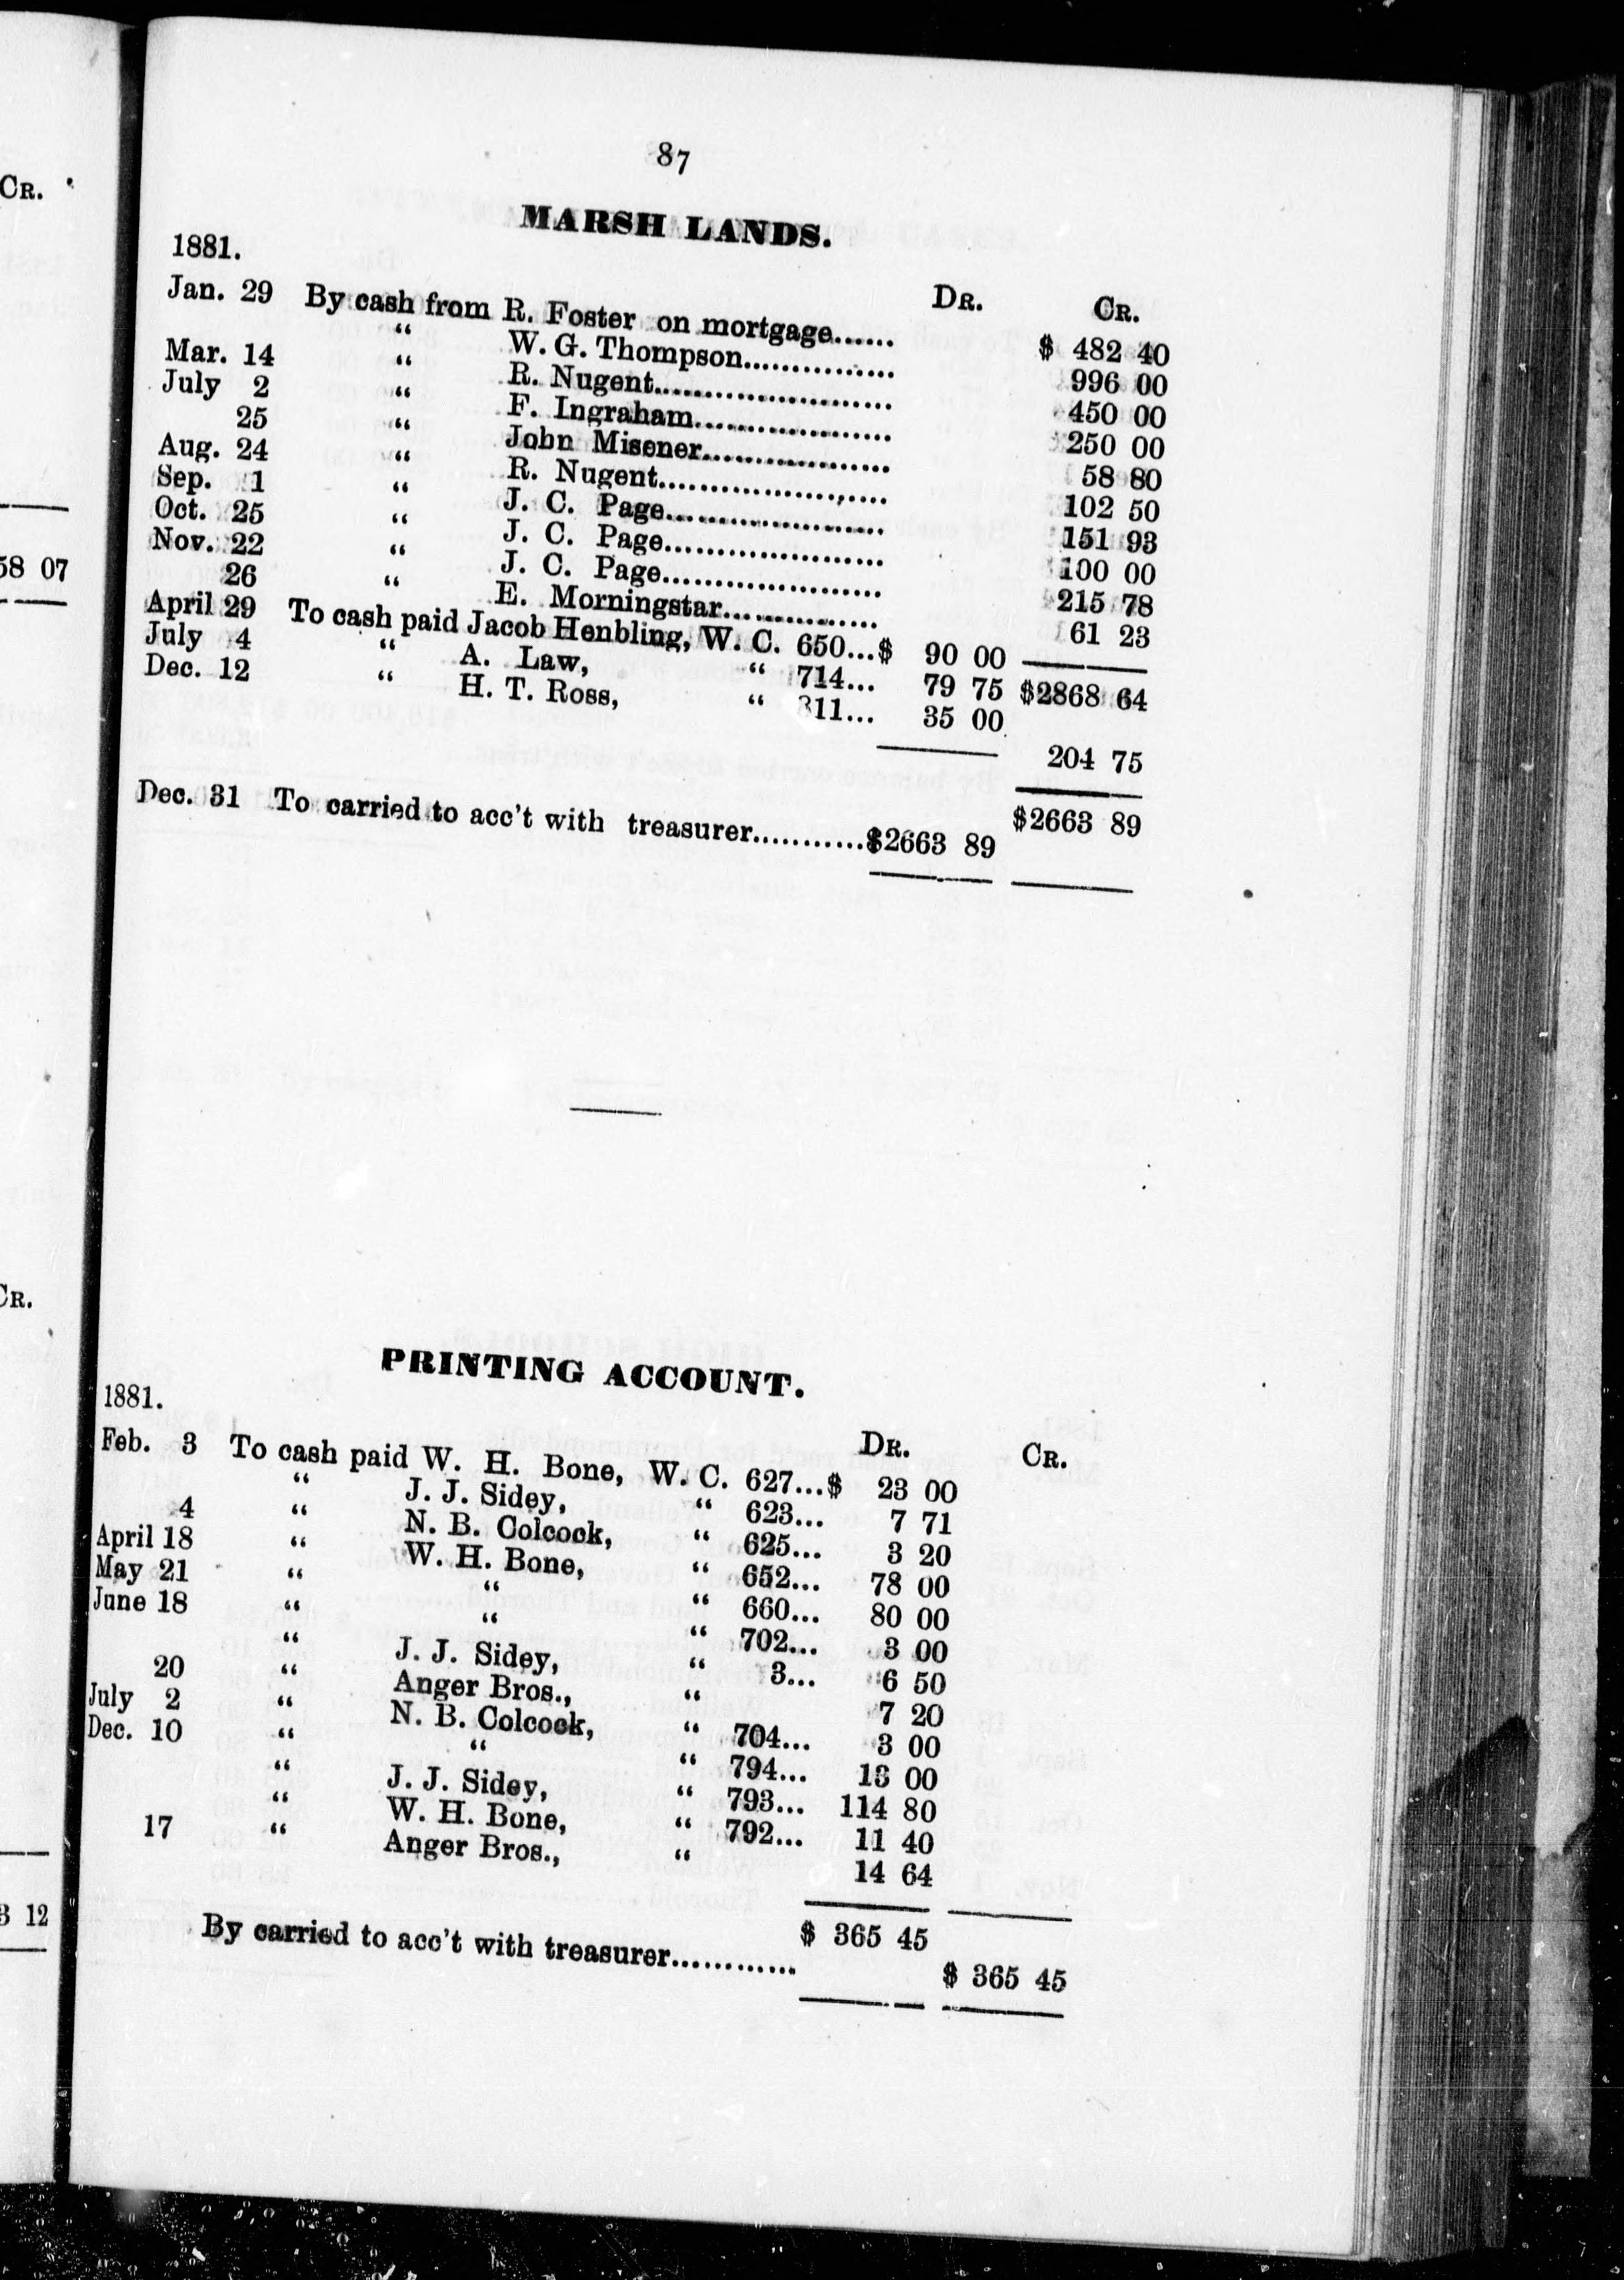 CR.
58 07
CR.
3 12
87
MARSH LANDS.
1881.
DR. CR.
Jan. 29 By cash from R. Foster on mortgage...... $ 482 40
" W. G. Thompson............... 996 00
Mar. 14 " R. Nugent........................ 450 00
July 2 " F. Ingraham.................... 250 00
25 " John Misener................... 58 80
Aug. 24 " R. Nugent....................... 102 50
Sep. 1 " J. C. Page...................... 151 93
Oct. 25 " J. C. Page...................... 100 00
Nov. 22 " J. C. Page...................... 215 78
26 " E. Morningstar................ 61 23
April 29 To cash paid Jacob Henbling, W. C. 650...$ 90 00
July 4 " A. Law, " 714... 79 75 $2868 64
Dec. 12 " H. T. Ross, " 811... 35 00
204 75
$2663 89
Dec. 31 To carried to acc't with treasurer...........$2663 89
PRINTING ACCOUNT.
1881.
DR. CR.
Feb. 3 To cash paid W. H. Bone, W. C. 627...$ 23 00
" J. J. Sidey, " 623... 7 71
4 " N. B. Colcock, " 625... 3 20
April 18 " W. H. Bone, " 652... 78 00
May 21 " " " 660... 80 00
June 18 " " " 702... 3 00
" J. J. Sidey, " 3... 6 50
20 " Anger Bros., " 7 20
July 2 " N. B. Colcock, " 704... 3 00
Dec. 10 " " " 794... 13 00
" J. J. Sidey, " 793... 114 80
" W. H. Bone, " 792... 11 40
17 " Anger Bros., " 14 64
$ 365 45
By carried to acc't with treasurer............ $ 365 45